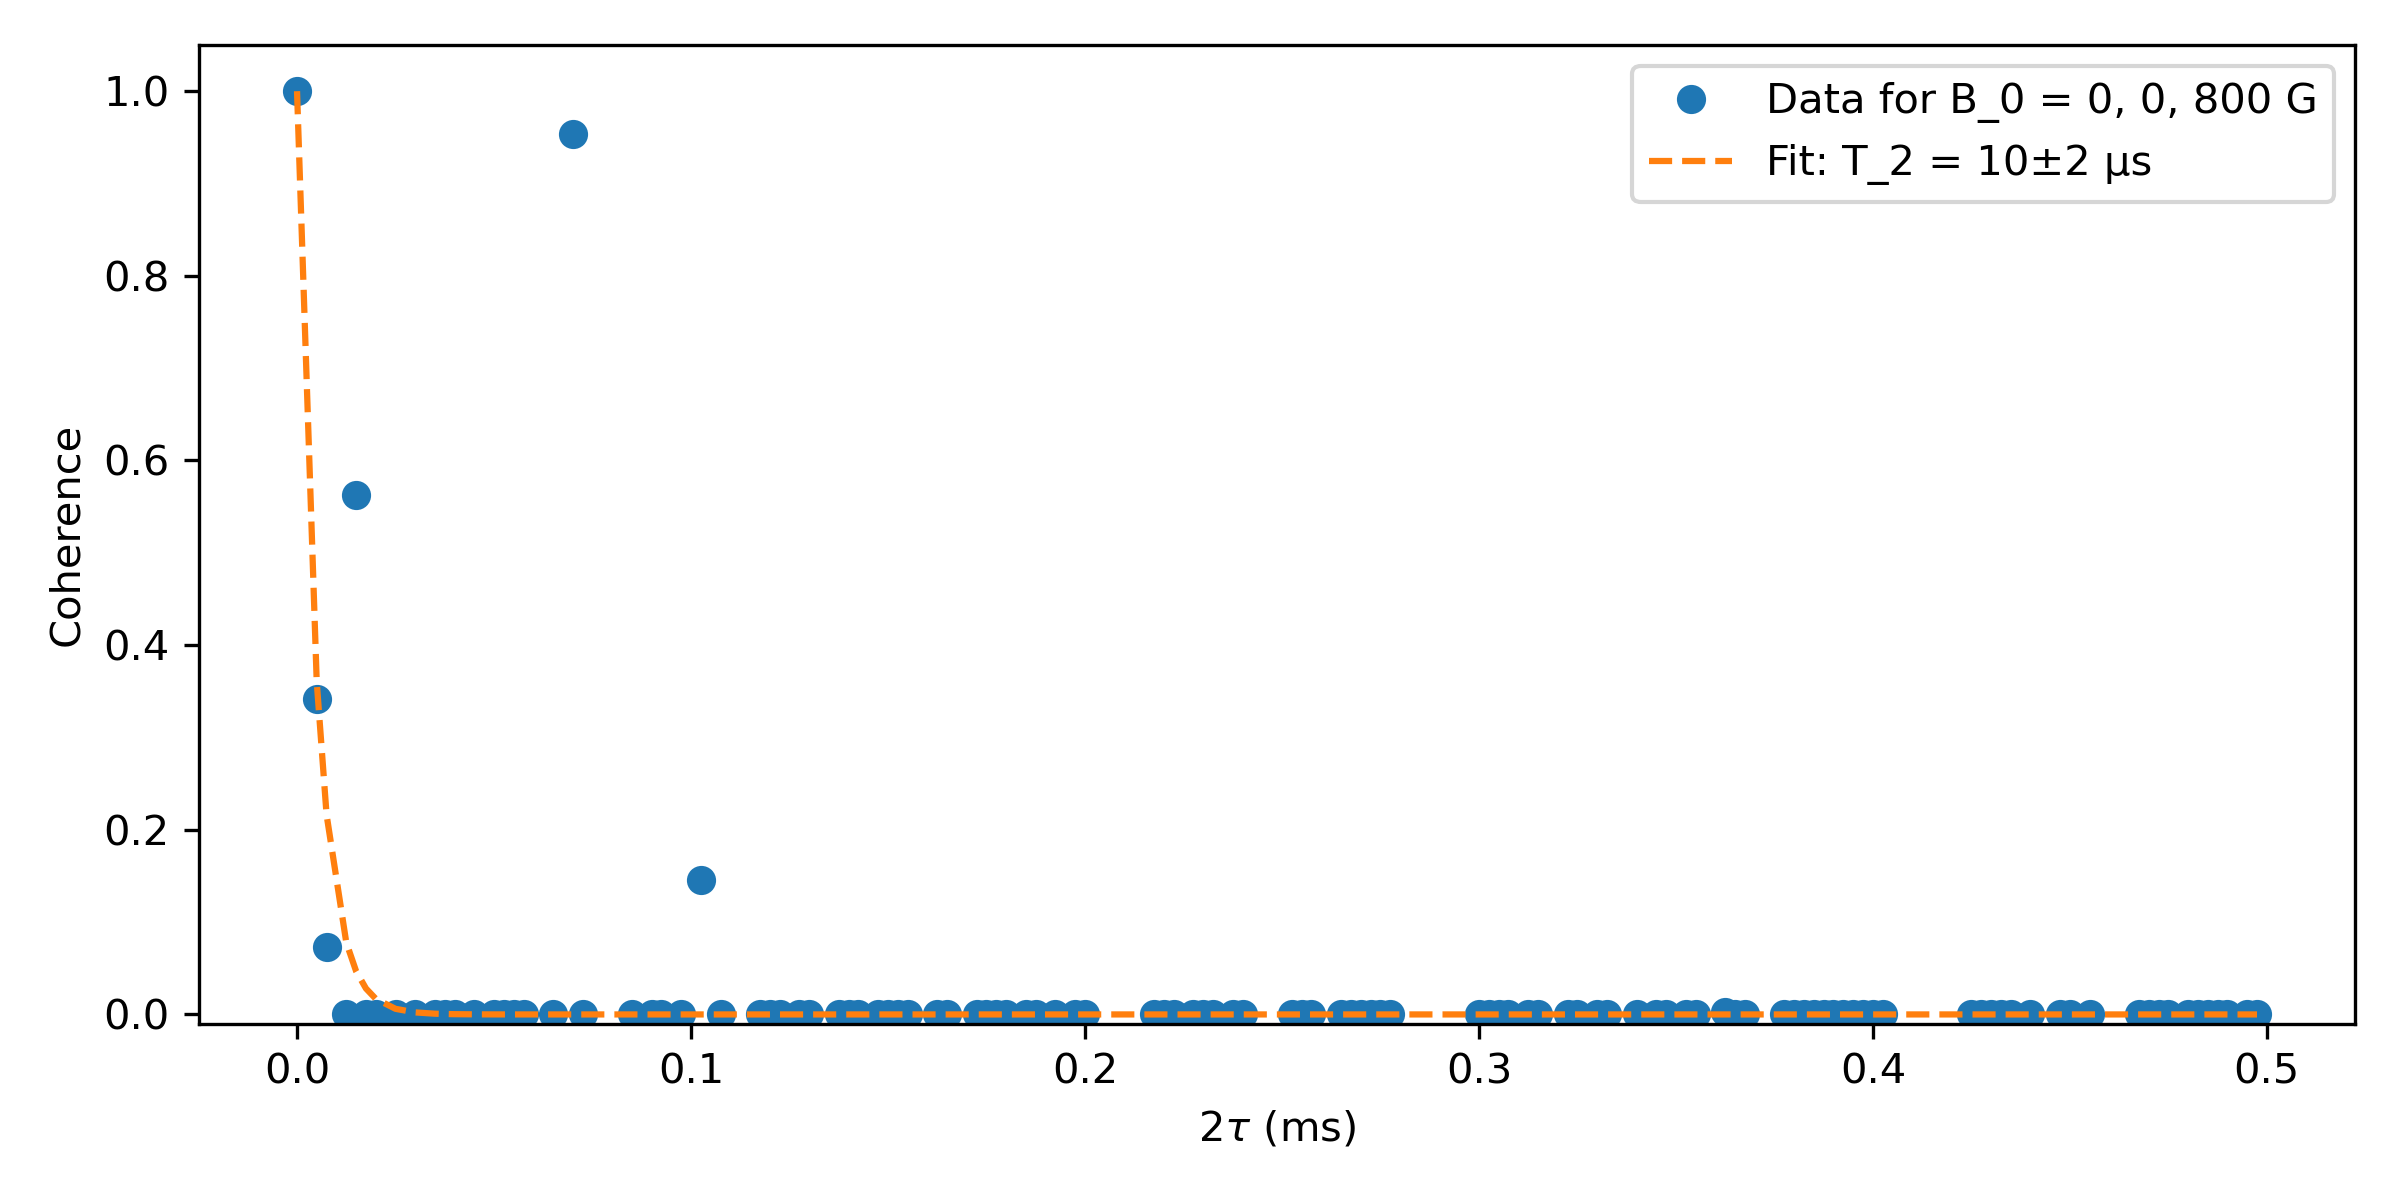 Data for B_0 = 0, 0, 800 G
Fit: T_2 = 10±2 μs
1.0
0.8
0.6
0.4
0.2
0.0
Coherence
0.0 0.1 0.2 0.3 0.4 0.5
2τ (ms)